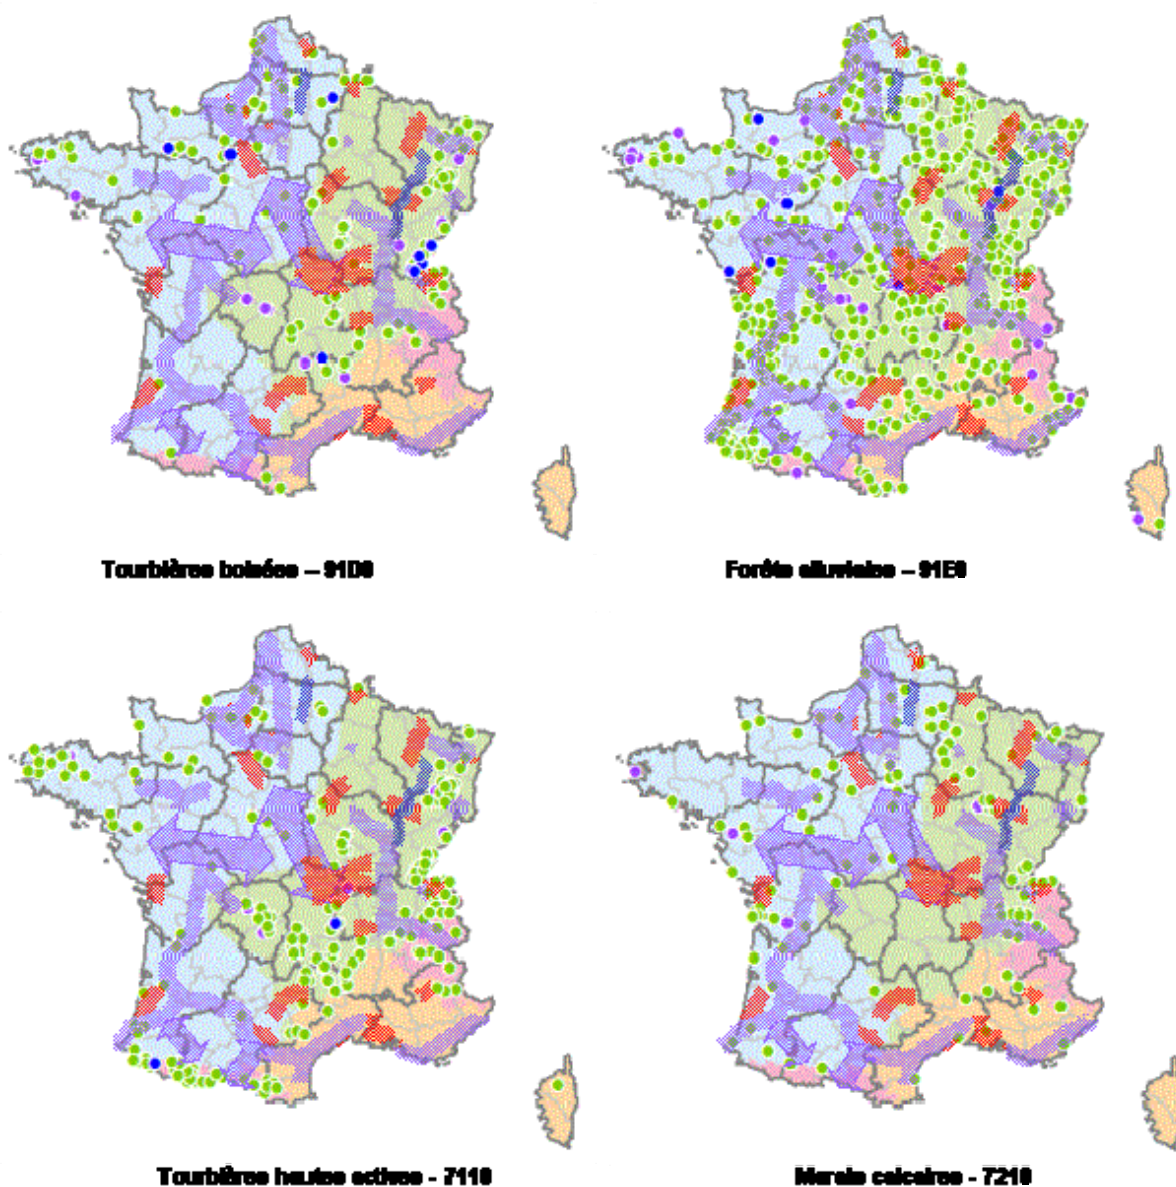 Tourbières boisées – 91D0
Forêts alluviales – 91E0
Tourbières hautes actives - 7110
Marais calcaires - 7210